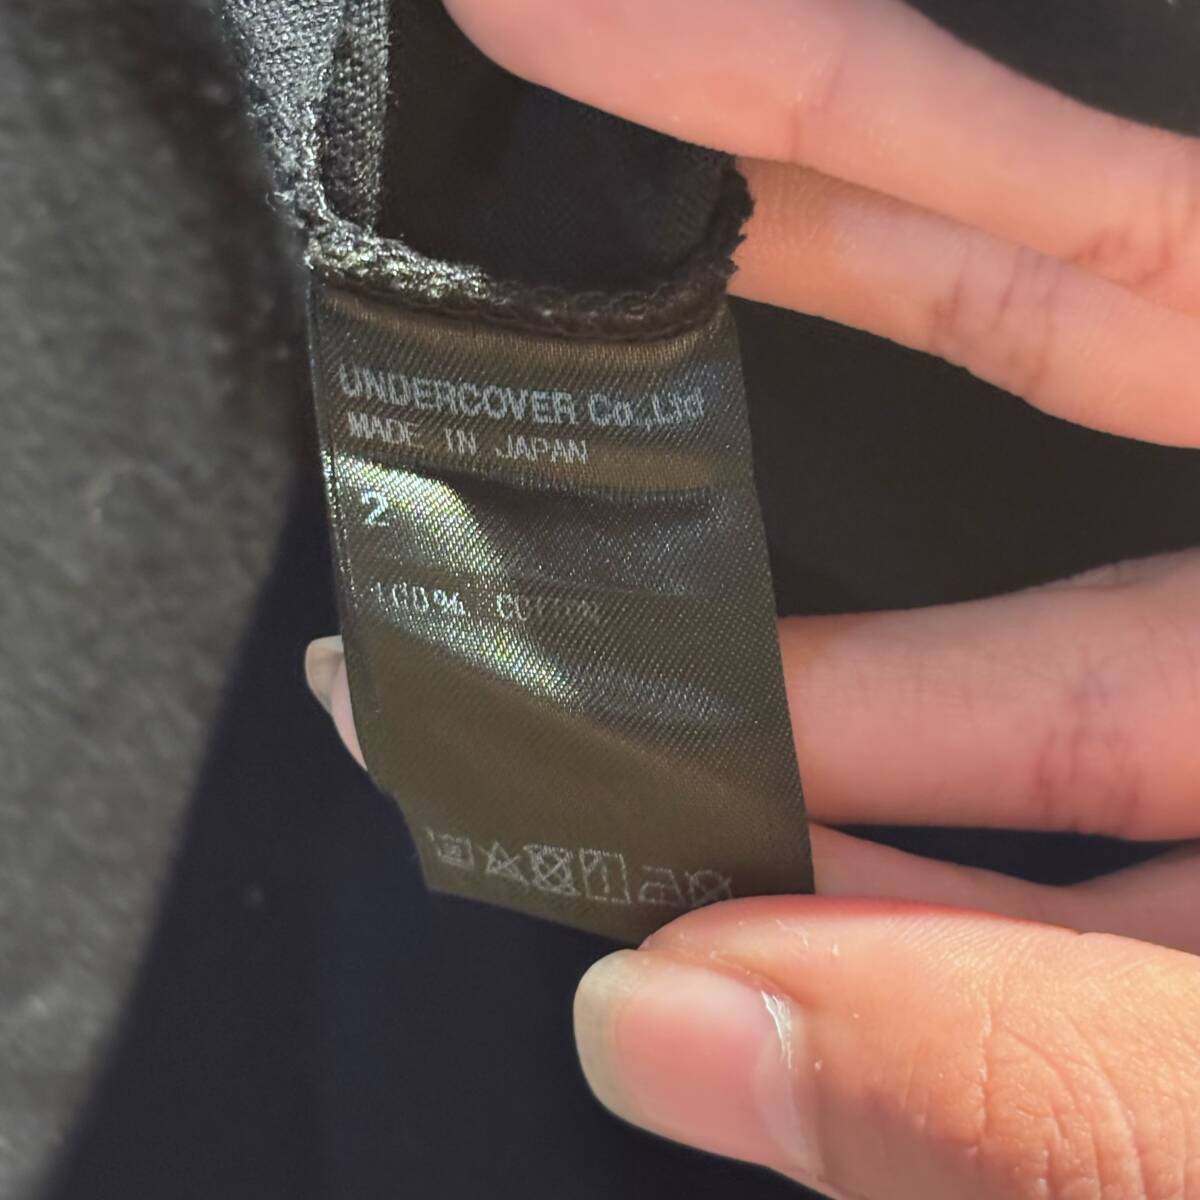 UNDERCOVER Co.,Ltd
MADE IN JAPAN
2
100% COTTON